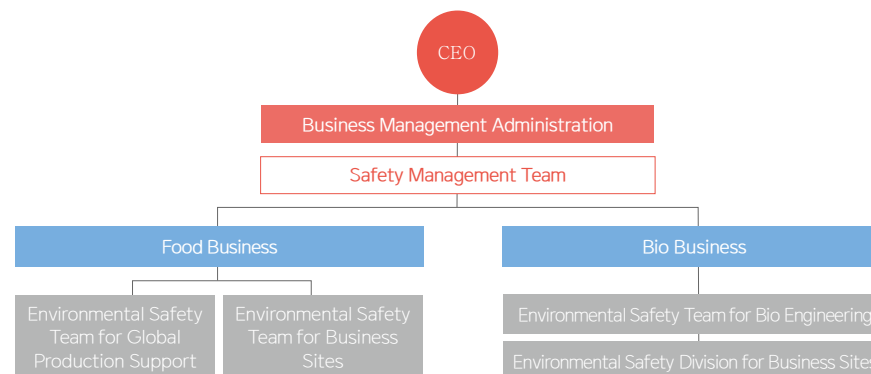 CEO
Business Management Administration
Safety Management Team
Food Business
Bio Business
Environmental Safety
Team for Global
Production Support
Environmental Safety
Team for Business
Sites
Environmental Safety Team for Bio Engineering
Environmental Safety Division for Business Sites